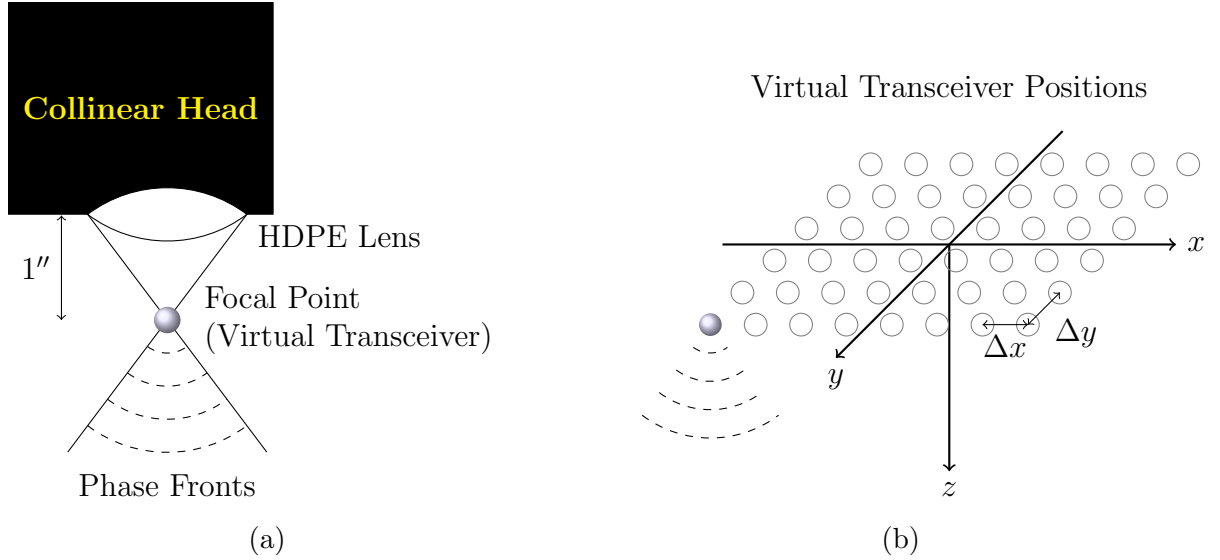 Collinear Head
1″
HDPE Lens
Focal Point
(Virtual Transceiver)
Phase Fronts
(a)
Virtual Transceiver Positions
x
Δx
Δy
y
z
(b)